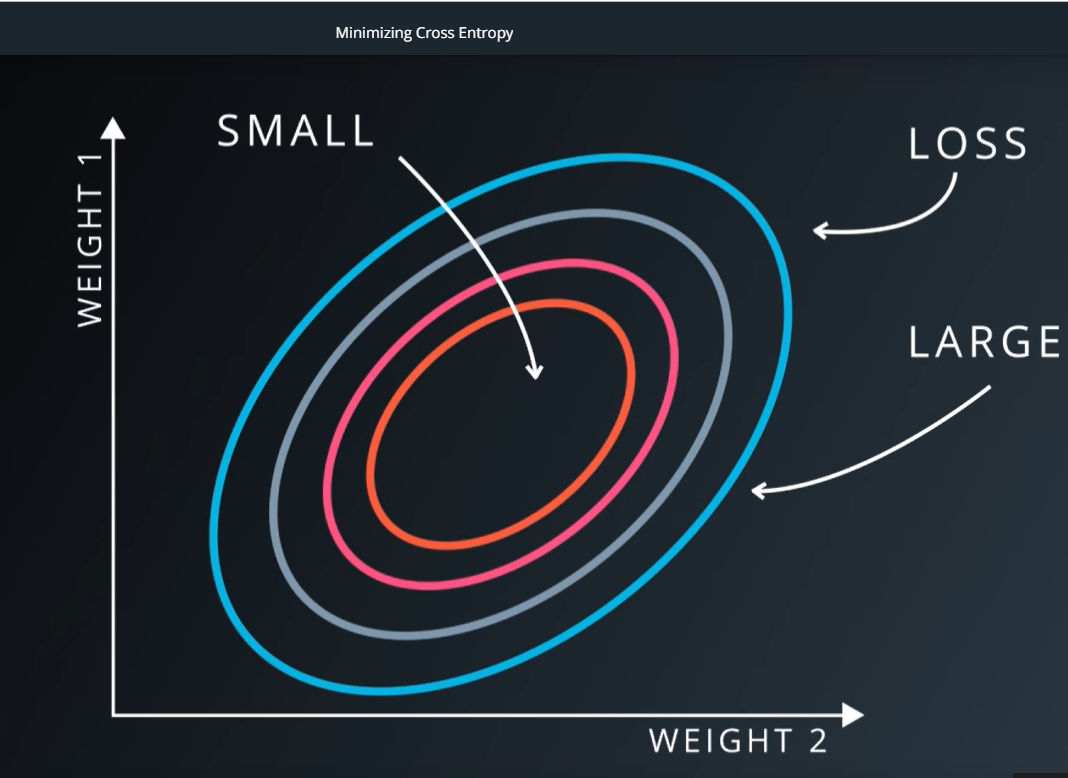 Minimizing Cross Entropy
SMALL
LOSS
WEIGHT 1
LARGE
WEIGHT 2